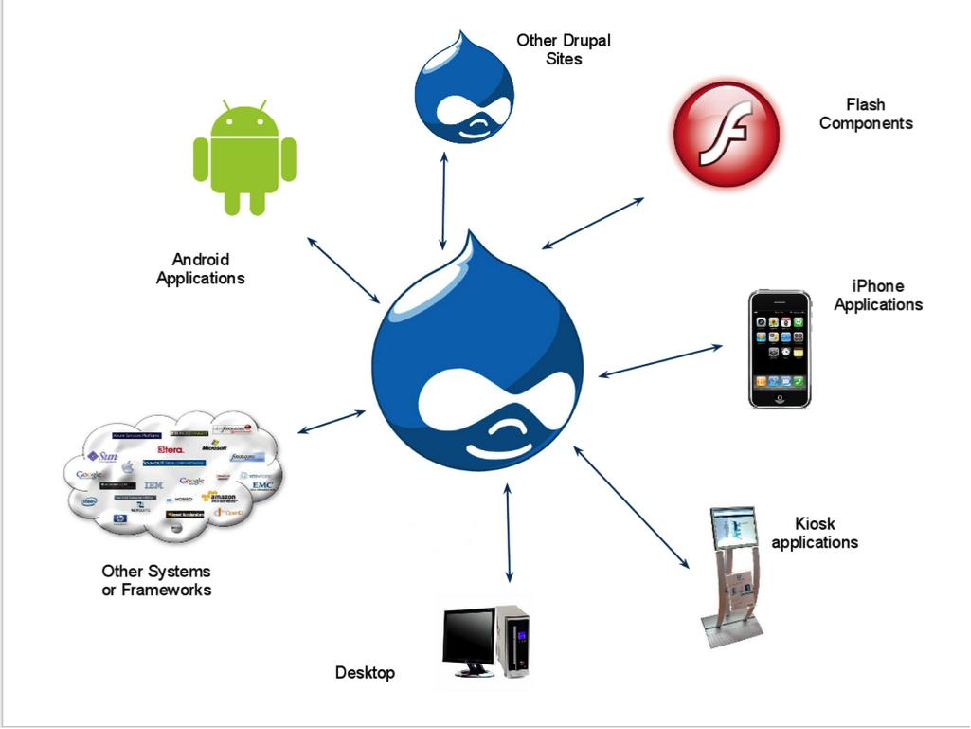 Other Drupal
Sites
Flash
Components
Android
Applications
iPhone
Applications
Sun
Microsoft
Google
IBM
Google
EMC
amazon
Kiosk
applications
Other Systems
or Frameworks
Desktop